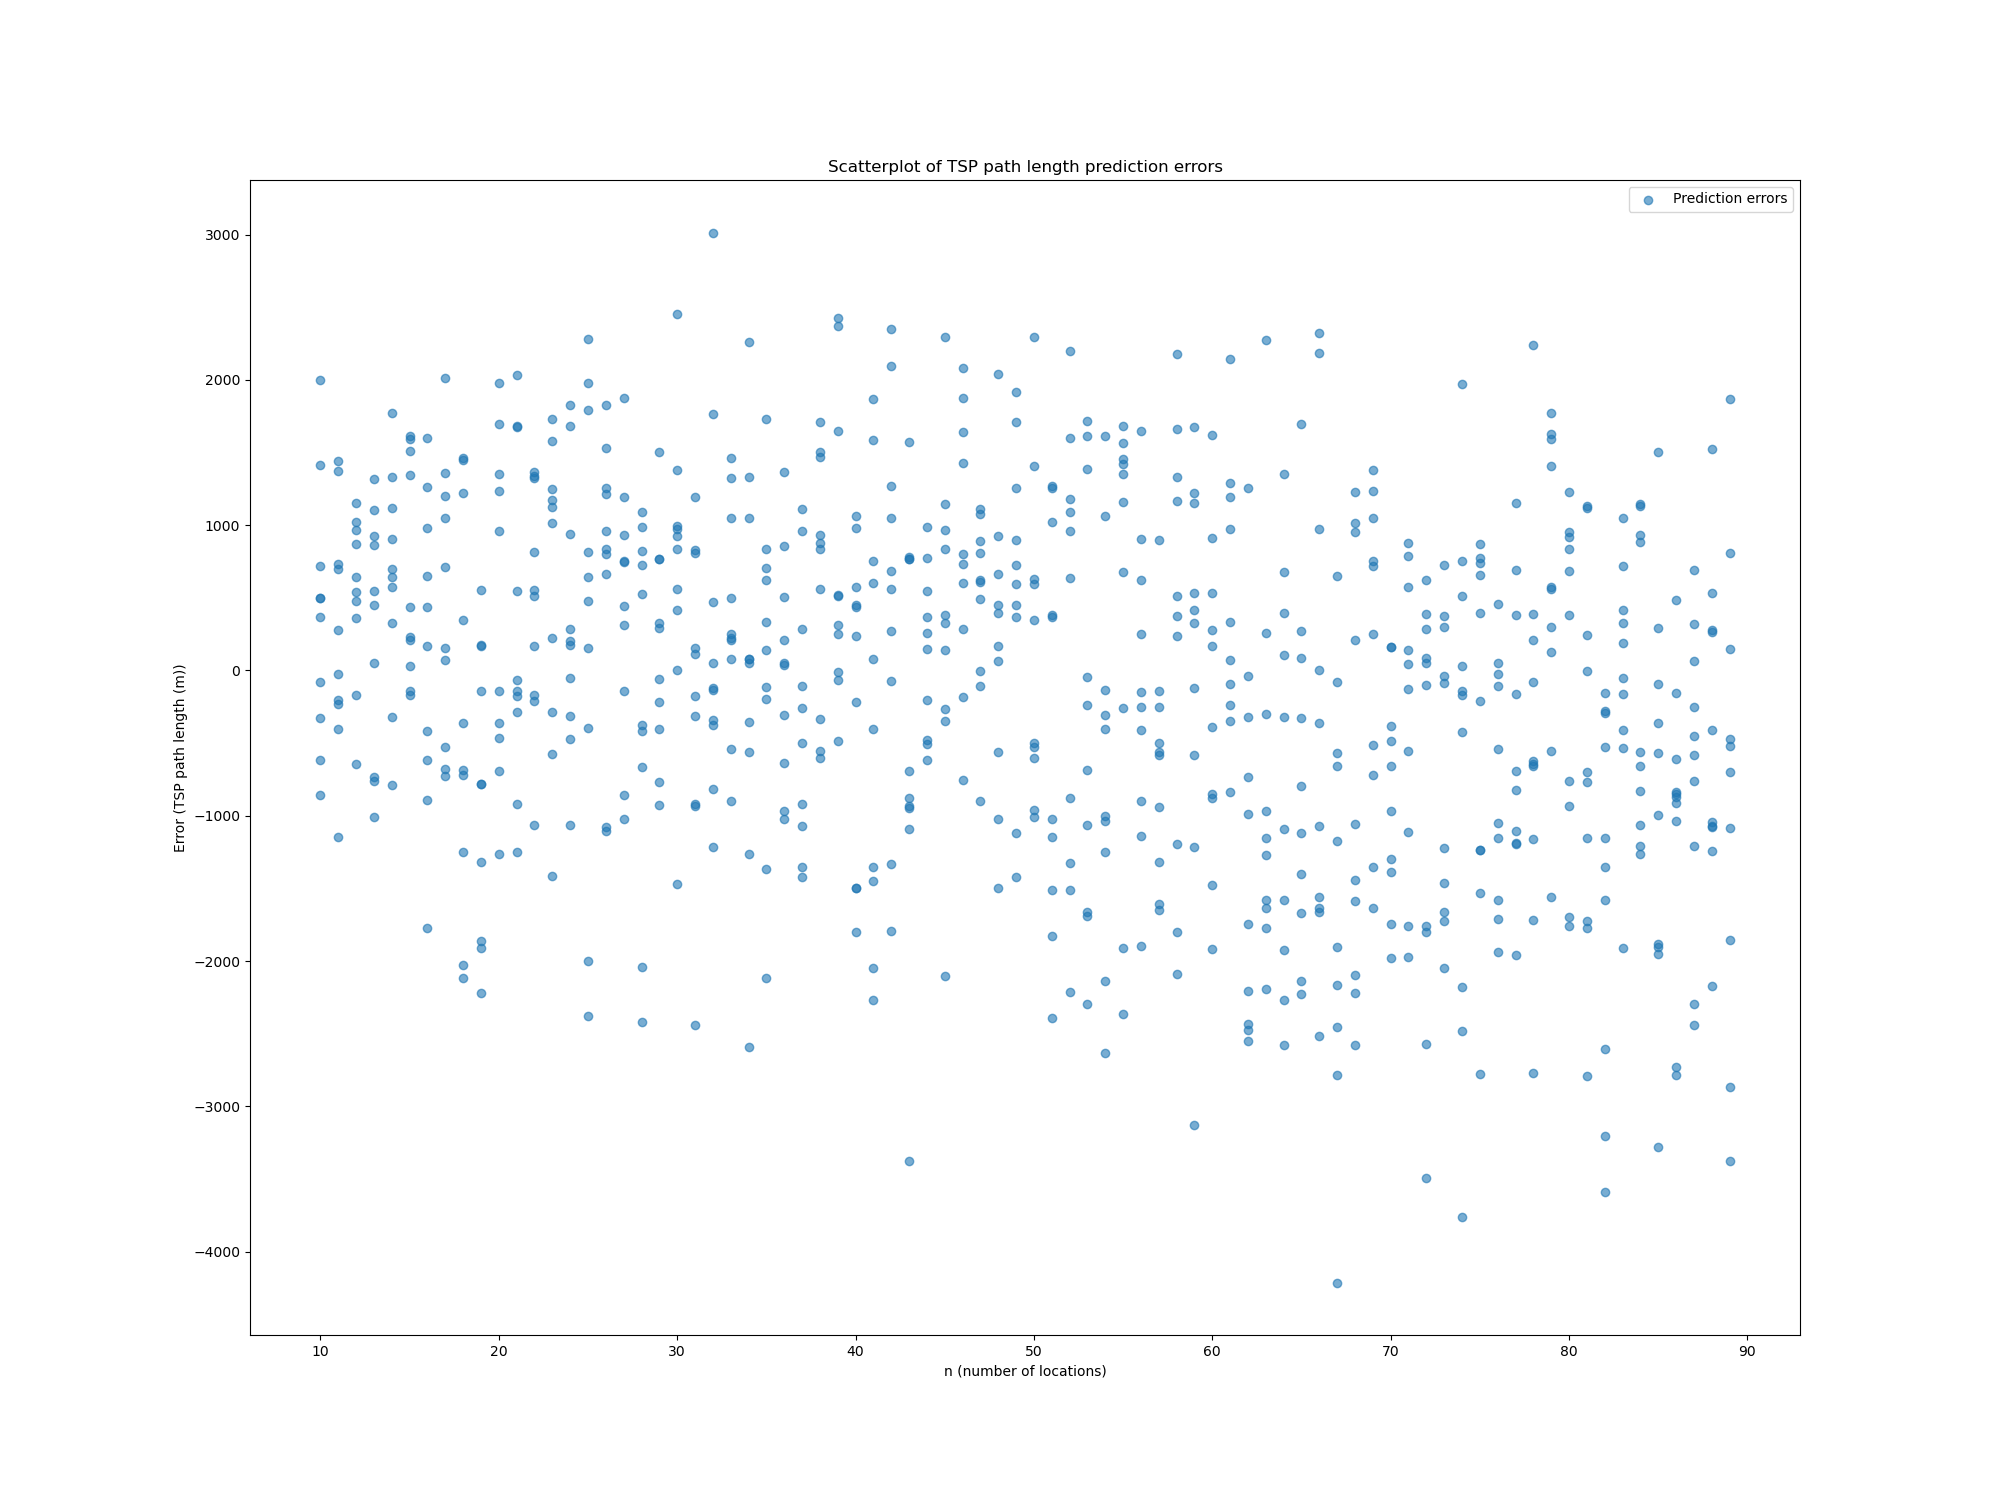 Scatterplot of TSP path length prediction errors
Prediction errors
3000
2000
1000
0
−1000
−2000
−3000
−4000
Error (TSP path length (m))
10 20 30 40 50 60 70 80 90
n (number of locations)